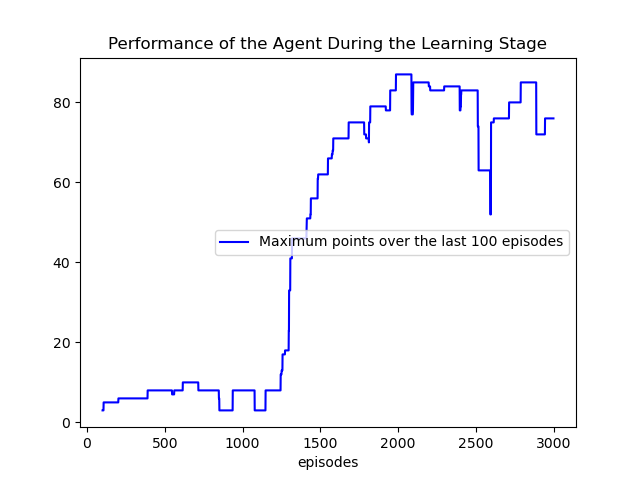 Performance of the Agent During the Learning Stage
80
60
40
20
0
Maximum points over the last 100 episodes
0 500 1000 1500 2000 2500 3000
episodes